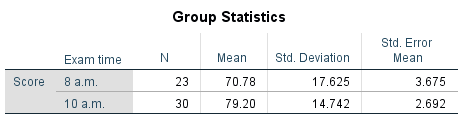 Group Statistics
Exam time N Mean Std. Deviation Std. Error Mean
Score 8 a.m. 23 70.78 17.625 3.675
10 a.m. 30 79.20 14.742 2.692